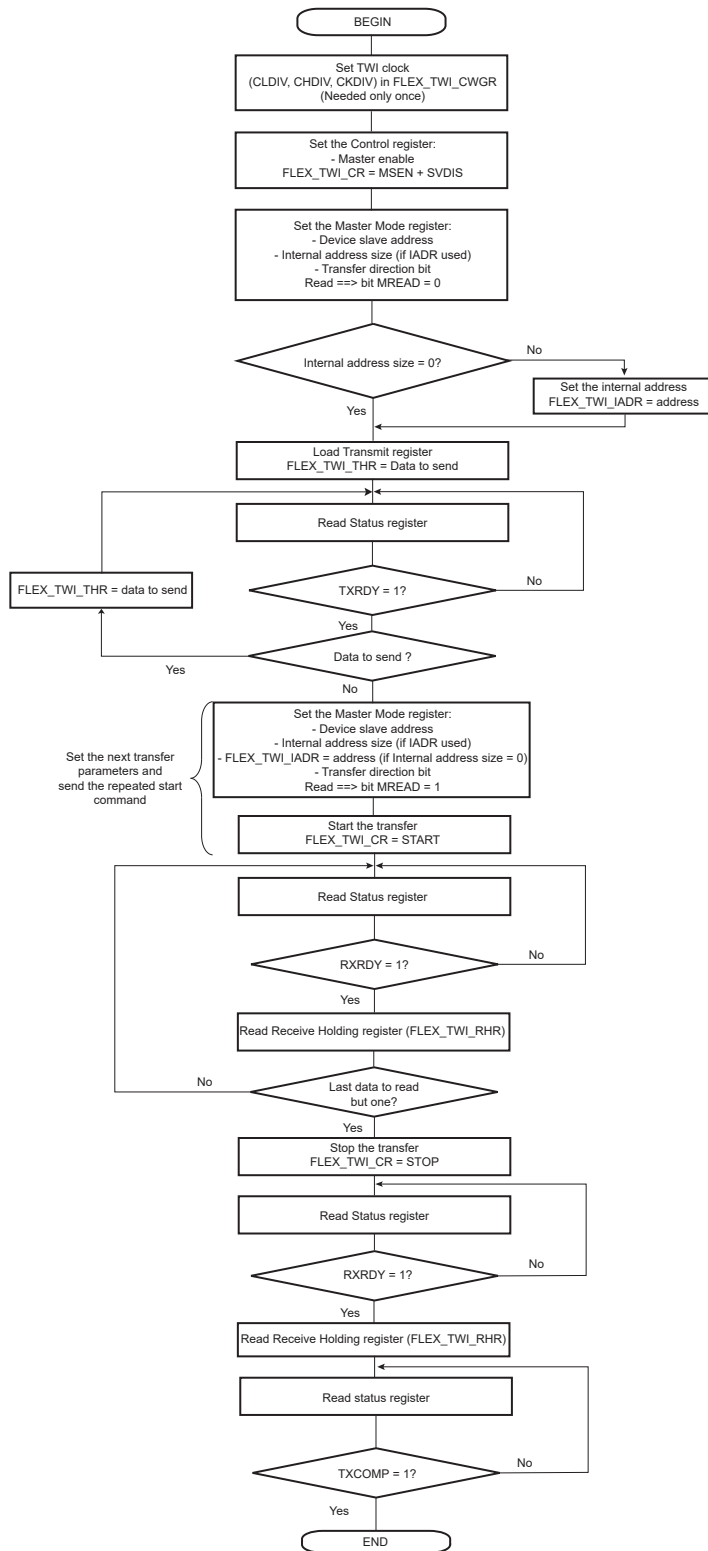 BEGIN
Set TWI clock
(CLDIV, CHDIV, CKDIV) in FLEX_TWI_CWGR
(Needed only once)
Set the Control register:
- Master enable
FLEX_TWI_CR = MSEN + SVDIS
Set the Master Mode register:
- Device slave address
- Internal address size (if IADR used)
- Transfer direction bit
Read ==> bit MREAD = 0
Internal address size = 0?
No
Set the internal address
FLEX_TWI_IADR = address
Yes
Load Transmit register
FLEX_TWI_THR = Data to send
Read Status register
FLEX_TWI_THR = data to send
TXRDY = 1?
No
Yes
Data to send ?
Yes
No
Set the Master Mode register:
- Device slave address
- Internal address size (if IADR used)
- FLEX_TWI_IADR = address (if Internal address size = 0)
- Transfer direction bit
Read ==> bit MREAD = 1
Set the next transfer
parameters and
send the repeated start
command
Start the transfer
FLEX_TWI_CR = START
Read Status register
RXRDY = 1?
No
Yes
Read Receive Holding register (FLEX_TWI_RHR)
No
Last data to read
but one?
Yes
Stop the transfer
FLEX_TWI_CR = STOP
Read Status register
RXRDY = 1?
No
Yes
Read Receive Holding register (FLEX_TWI_RHR)
Read status register
TXCOMP = 1?
No
Yes
END